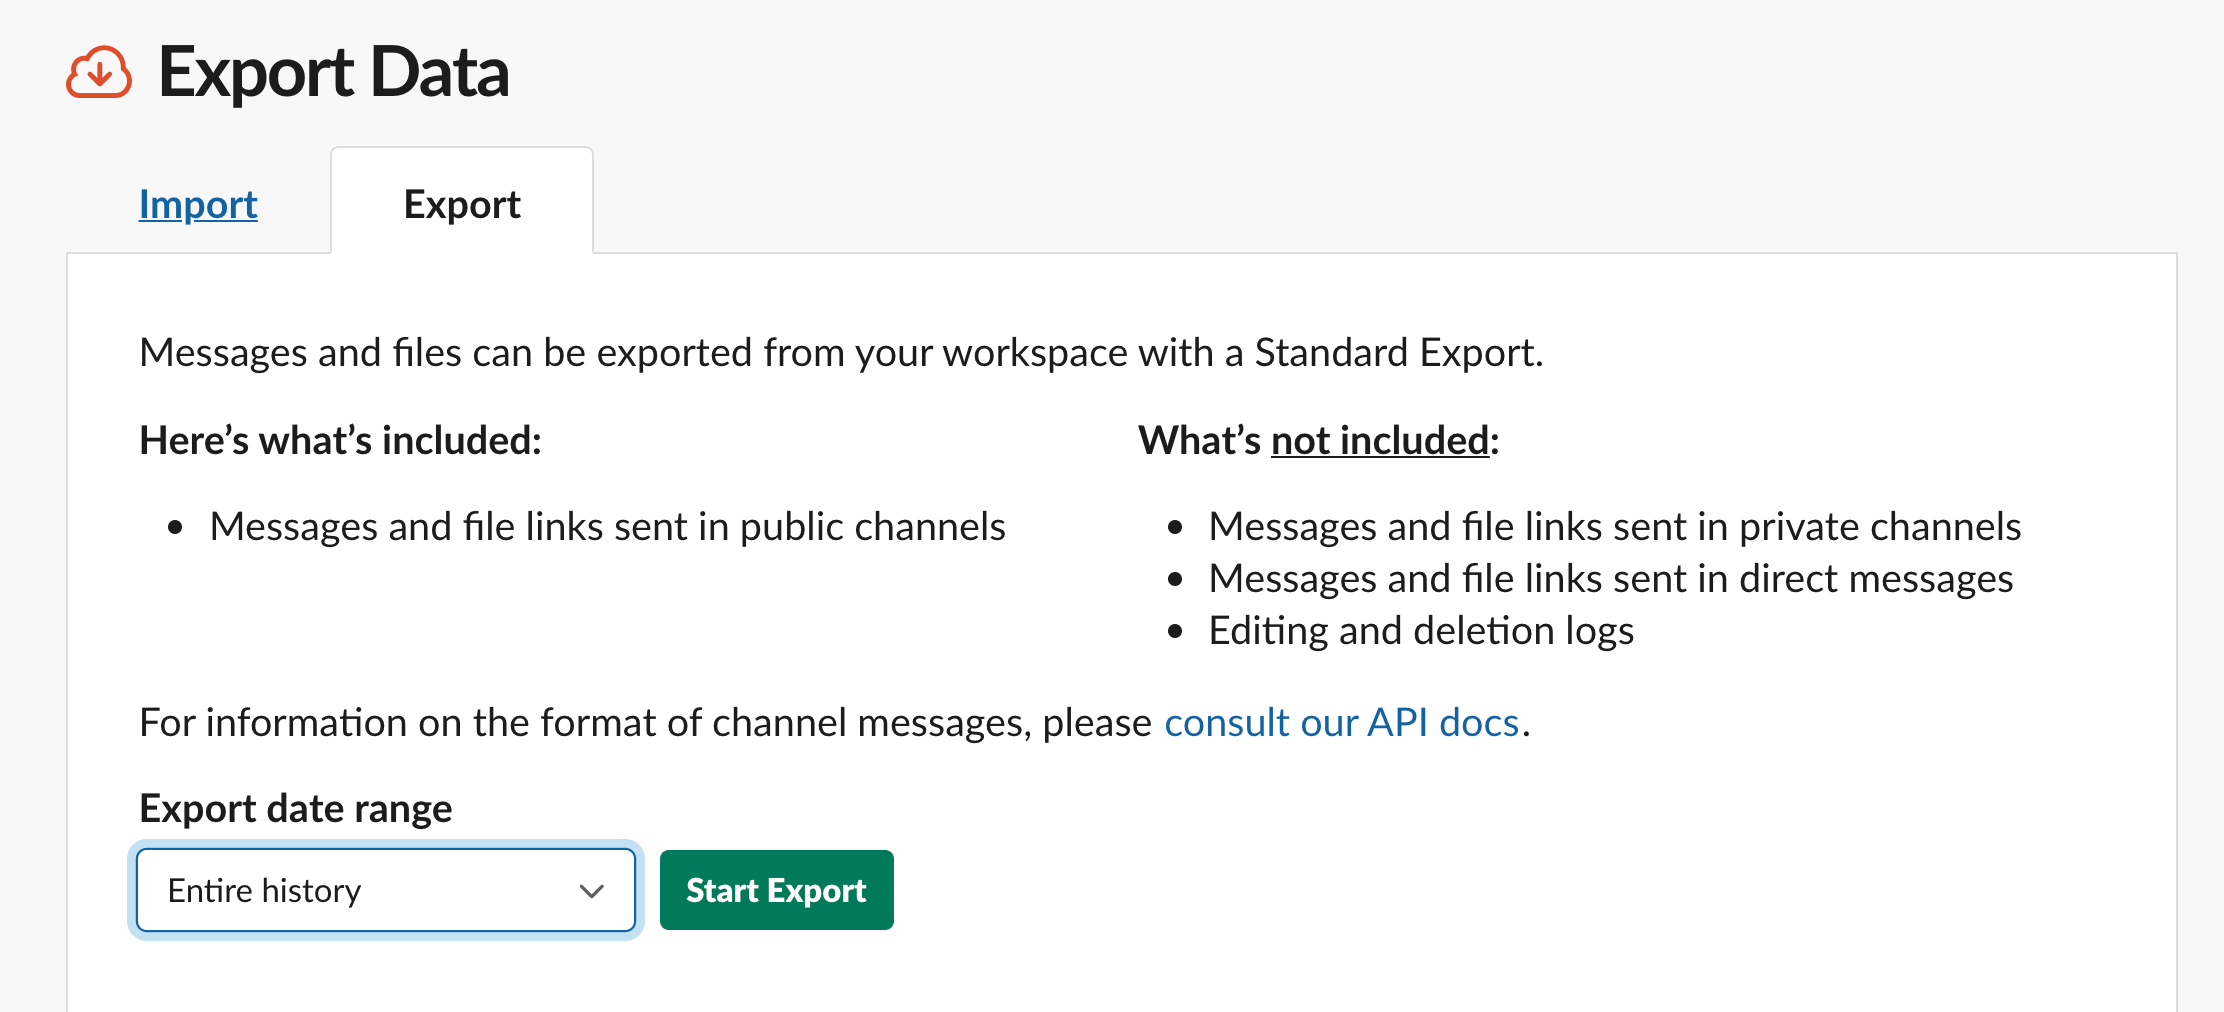 Export Data
Import
Export
Messages and files can be exported from your workspace with a Standard Export.
Here’s what’s included:
• Messages and file links sent in public channels
What’s not included:
• Messages and file links sent in private channels
• Messages and file links sent in direct messages
• Editing and deletion logs
For information on the format of channel messages, please consult our API docs.
Export date range
Entire history
Start Export